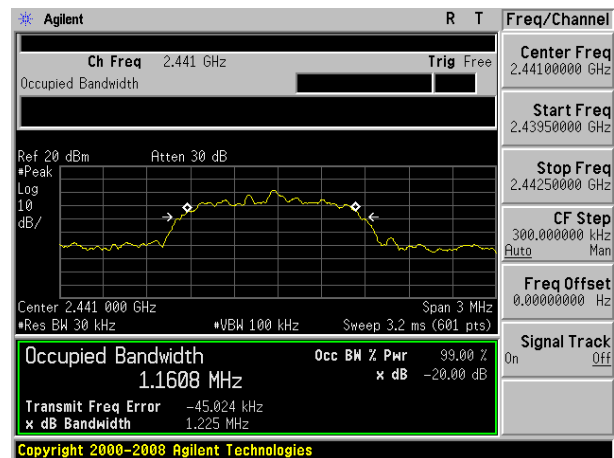 Agilent R T
Freq/Channel
Ch Freq 2.441 GHz Trig Free
Occupied Bandwidth
Center Freq
2.44100000 GHz
Start Freq
2.43950000 GHz
Stop Freq
2.44250000 GHz
CF Step
300.000000 kHz
Auto Man
Freq Offset
0.00000000 Hz
Signal Track
On Off
Ref 20 dBm Atten 30 dB
#Peak
Log
10
dB/
Center 2.441 000 GHz Span 3 MHz
#Res BW 30 kHz #VBW 100 kHz Sweep 3.2 ms (601 pts)
Occupied Bandwidth
1.1608 MHz
Occ BW % Pwr 99.00 %
x dB -20.00 dB
Transmit Freq Error -45.024 kHz
x dB Bandwidth 1.225 MHz
Copyright 2000-2008 Agilent Technologies